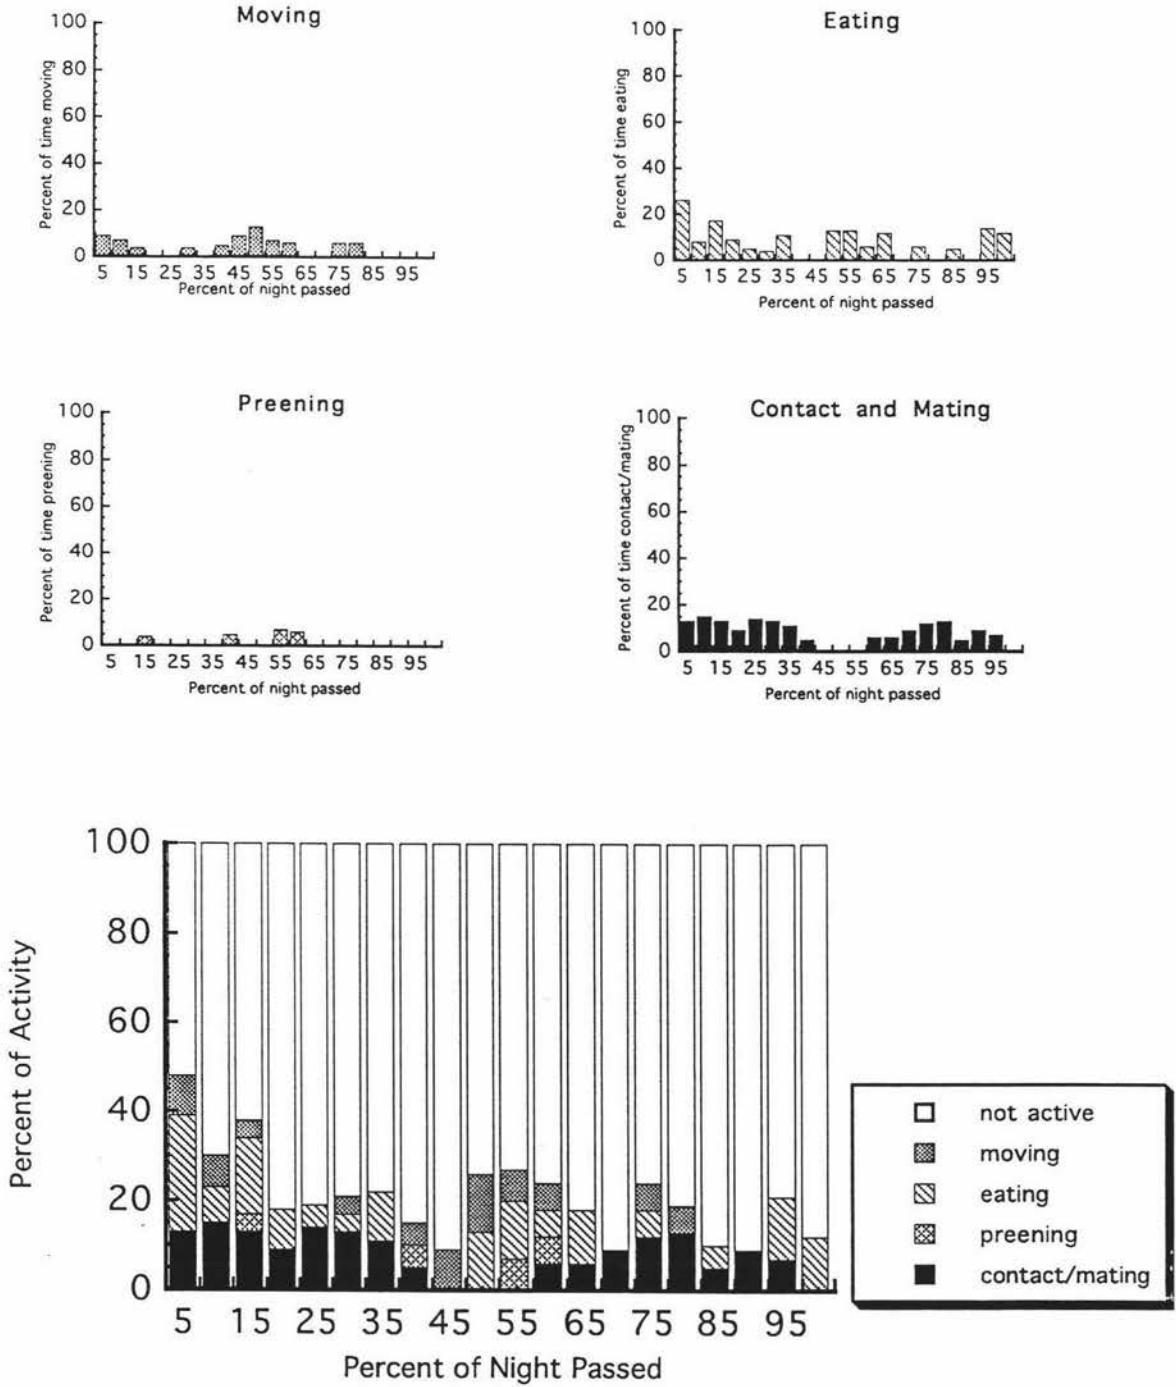 Moving
Percent of time moving
100
80
60
40
20
0
5 15 25 35 45 55 65 75 85 95
Percent of night passed
Eating
Percent of time eating
100
80
60
40
20
0
5 15 25 35 45 55 65 75 85 95
Percent of night passed
Preening
Percent of time preening
100
80
60
40
20
0
5 15 25 35 45 55 65 75 85 95
Percent of night passed
Contact and Mating
Percent of time contact/mating
100
80
60
40
20
0
5 15 25 35 45 55 65 75 85 95
Percent of night passed
Percent of Activity
100
80
60
40
20
0
5 15 25 35 45 55 65 75 85 95
Percent of Night Passed
not active
moving
eating
preening
contact/mating